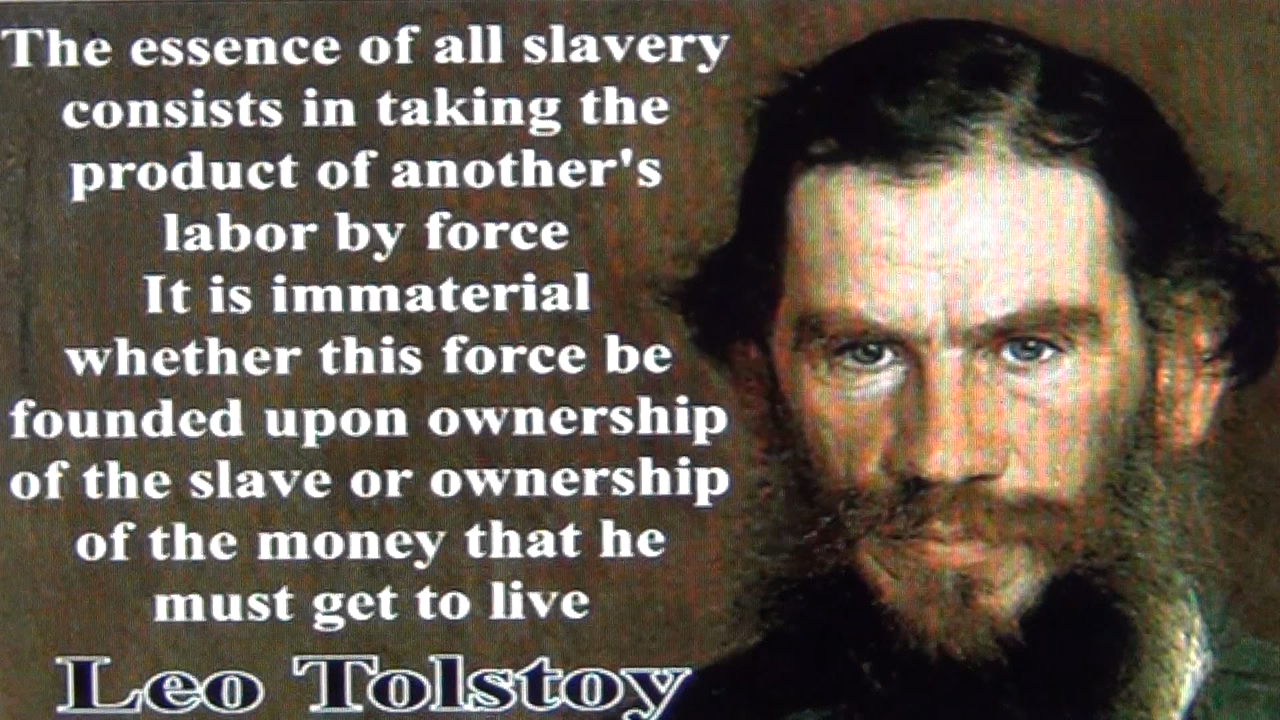 The essence of all slavery
consists in taking the
product of another's
labor by force
It is immaterial
whether this force be
founded upon ownership
of the slave or ownership
of the money that he
must get to live
Leo Tolstoy